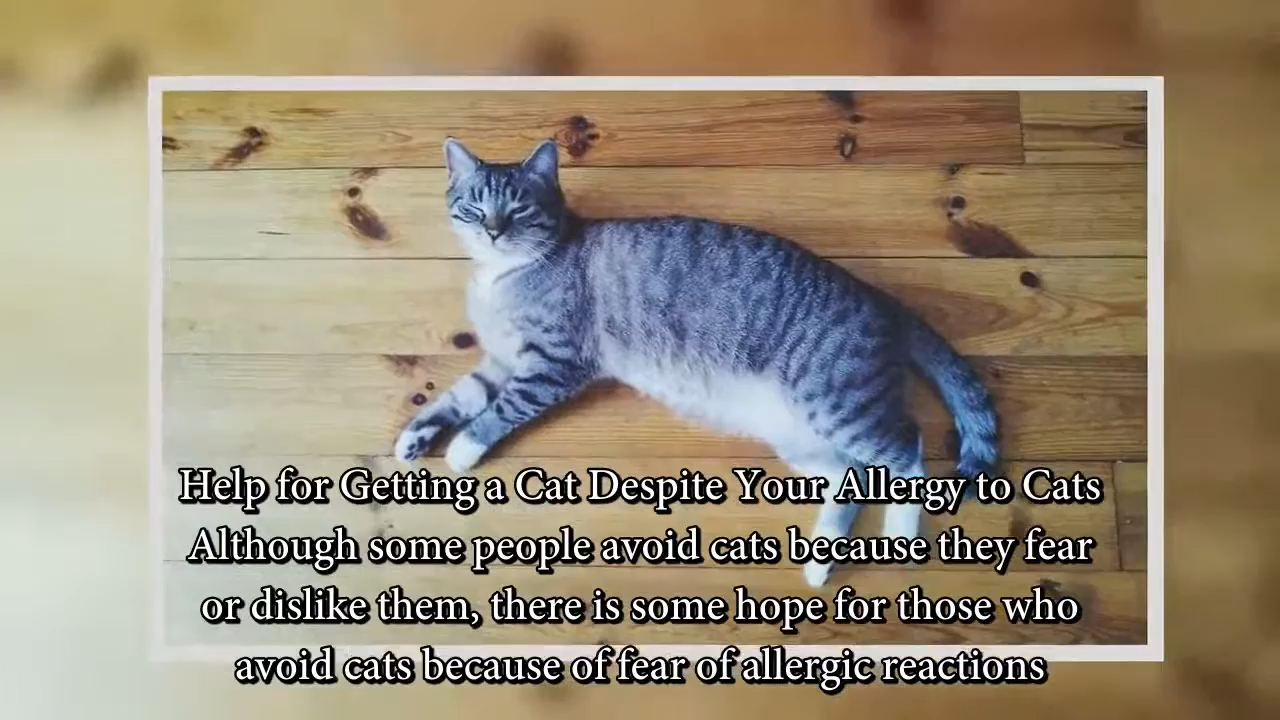 Help for Getting a Cat Despite Your Allergy to Cats
Although some people avoid cats because they fear
or dislike them, there is some hope for those who
avoid cats because of fear of allergic reactions